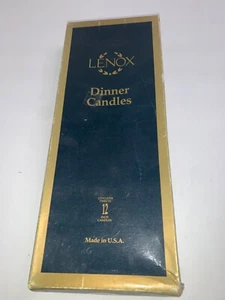 LENOX
Dinner
Candles
12
Made in U.S.A.